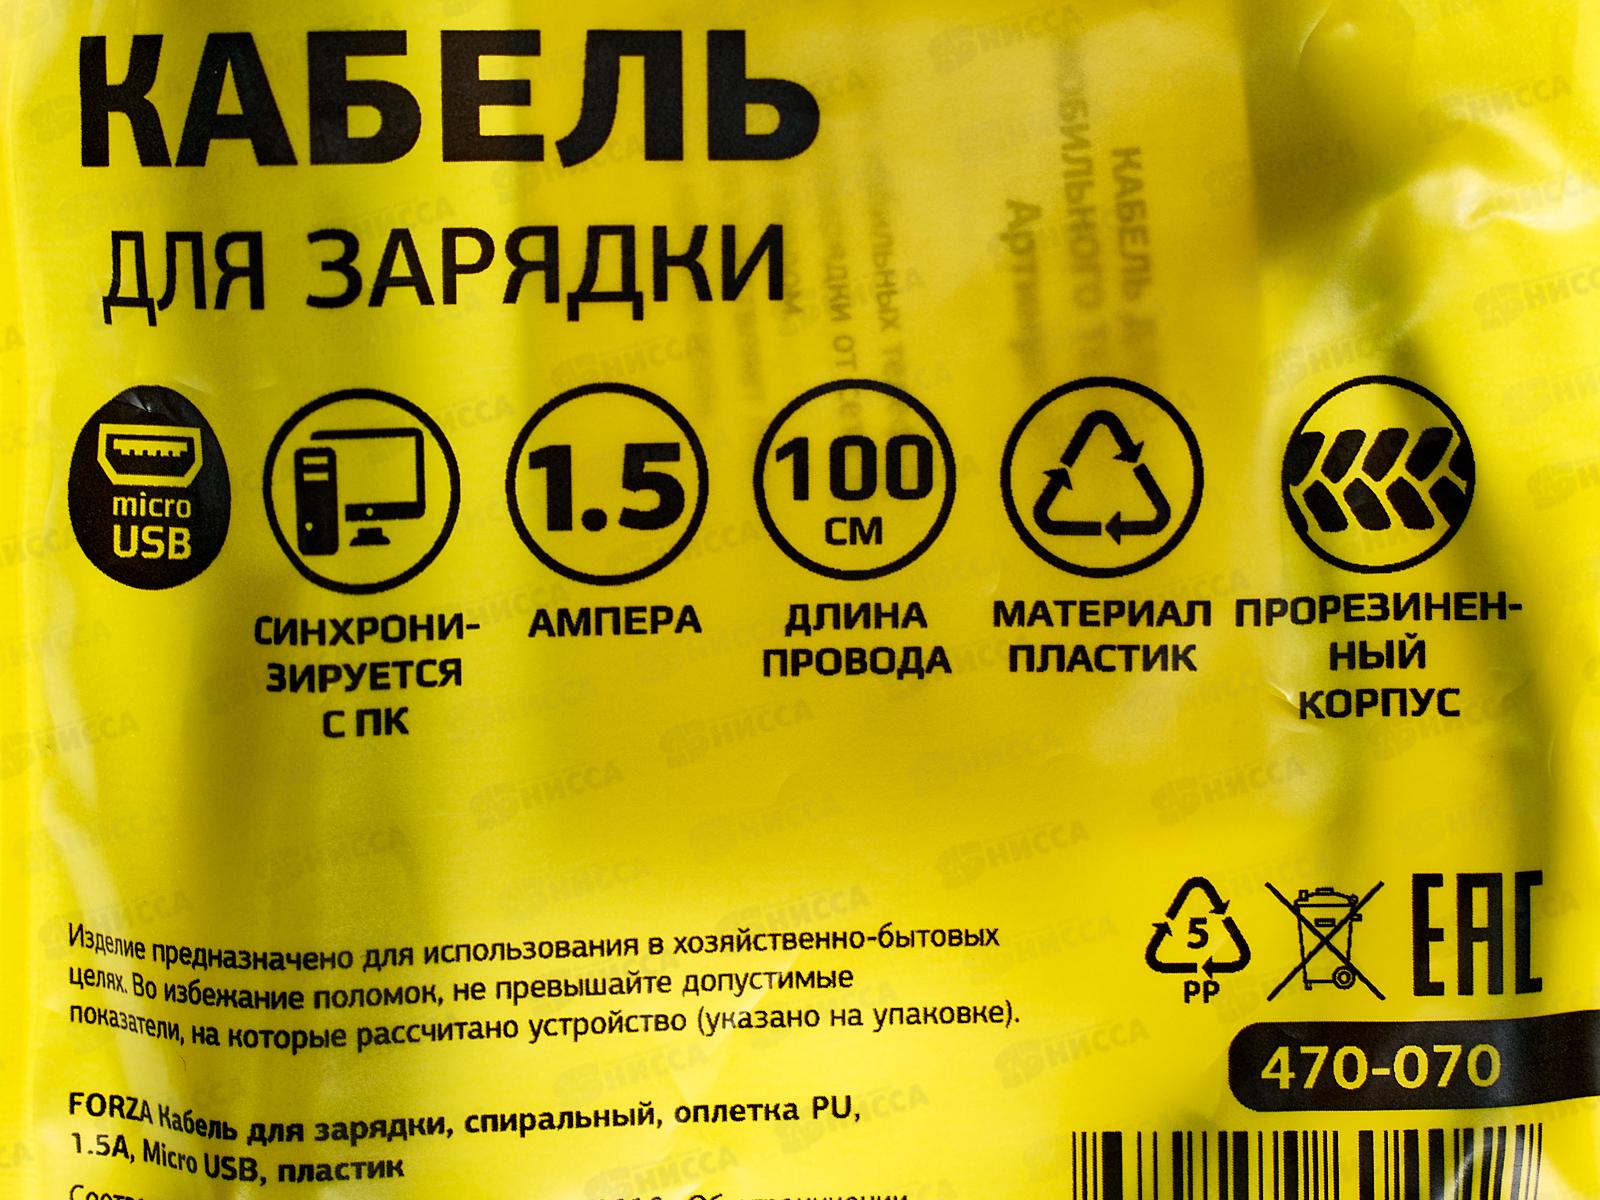 КАБЕЛЬ
ДЛЯ ЗАРЯДКИ
micro
USB
1.5
100
СМ
СИНХРОНИ-
ЗИРУЕТСЯ
С ПК
АМПЕРА
ДЛИНА
ПРОВОДА
МАТЕРИАЛ
ПЛАСТИК
ПРОРЕЗИНЕН-
НЫЙ
КОРПУС
Изделие предназначено для использования в хозяйственно-бытовых
целях. Во избежание поломок, не превышайте допустимые
показатели, на которые рассчитано устройство (указано на упаковке).
5
PP
EAC
470-070
FORZA Кабель для зарядки, спиральный, оплетка PU,
1.5А, Micro USB, пластик
КАБЕЛЬ
НИССА